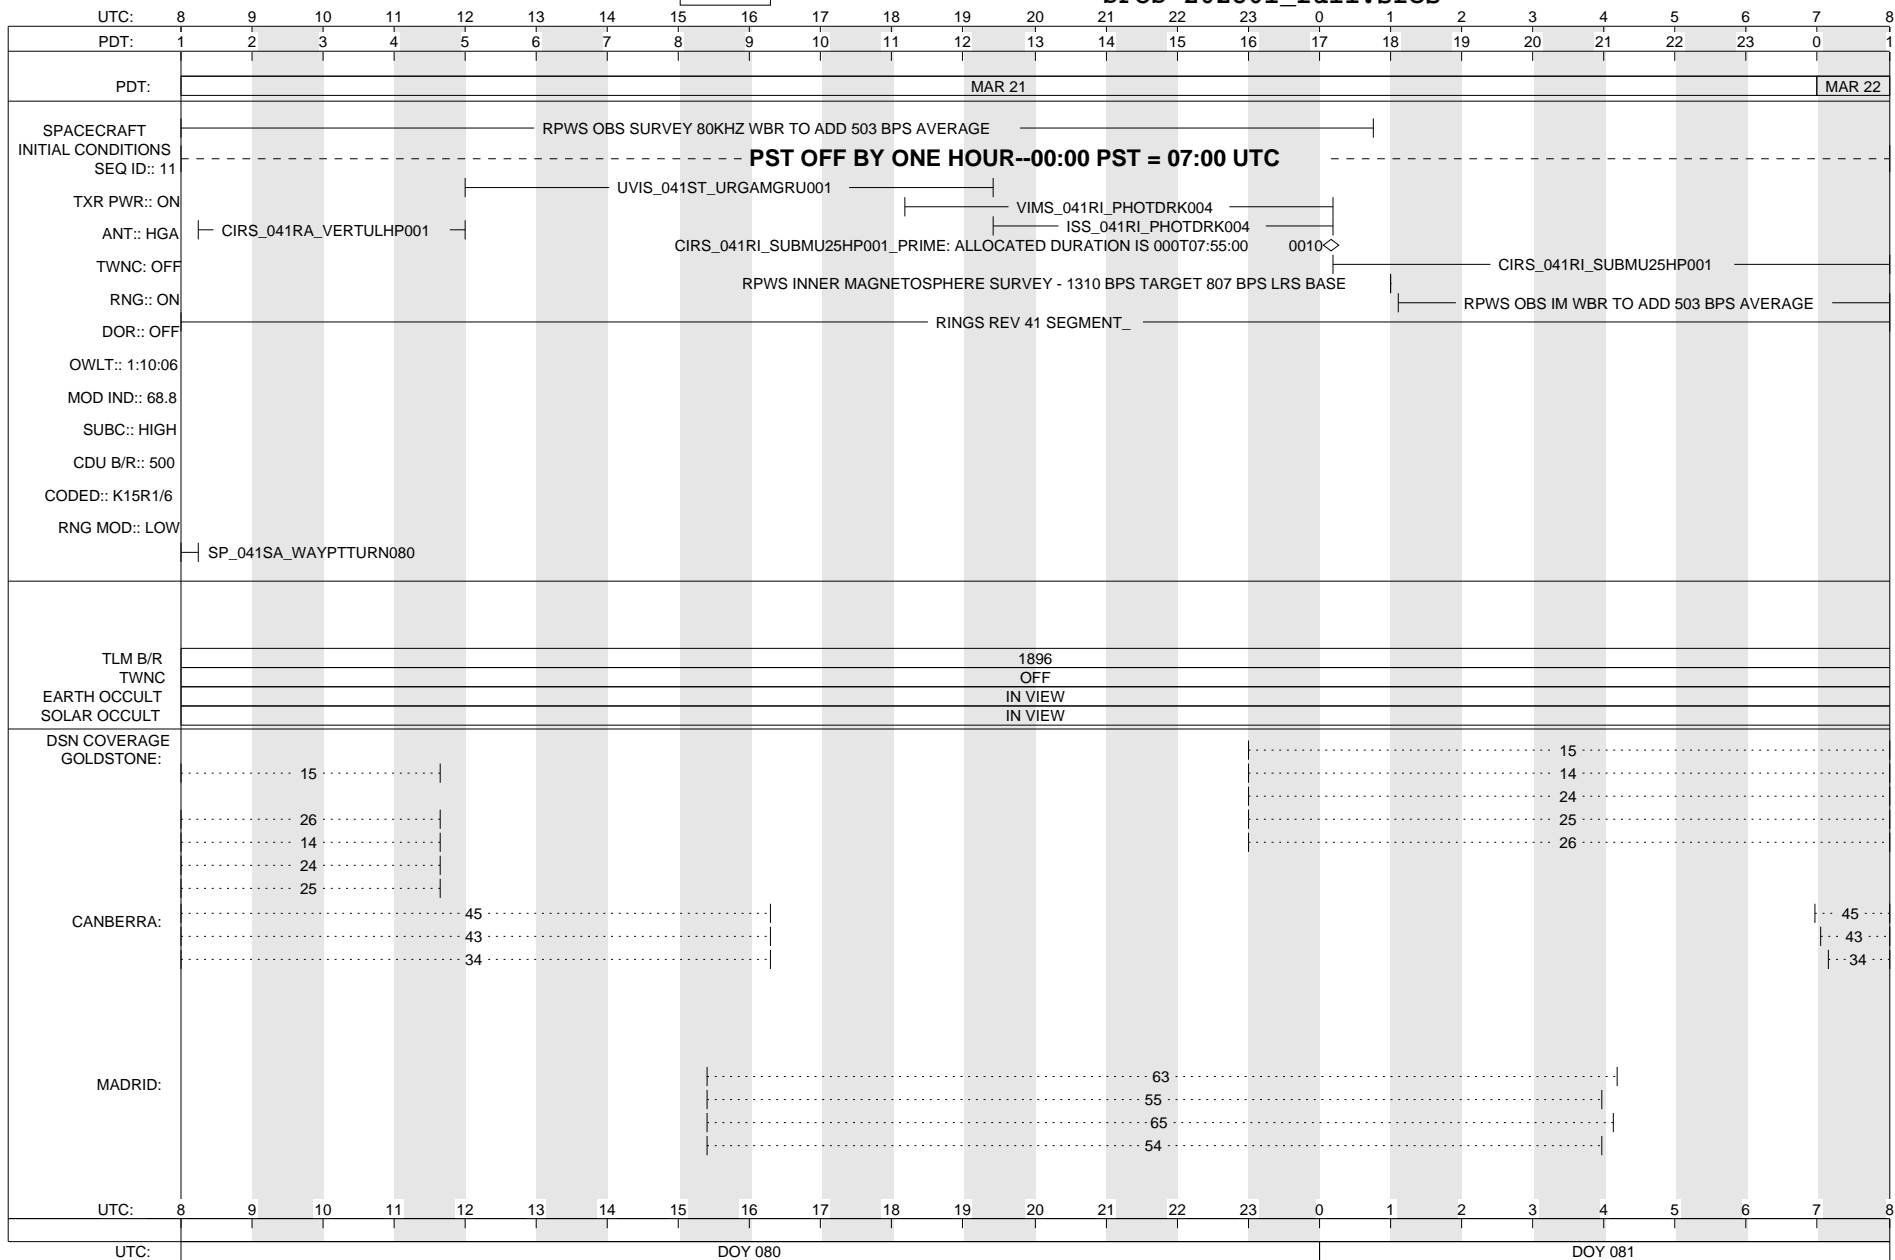 UTC: 8 9 10 11 12 13 14 15 16 17 18 19 20 21 22 23 0 1 2 3 4 5 6 7 8
PDT: 1 2 3 4 5 6 7 8 9 10 11 12 13 14 15 16 17 18 19 20 21 22 23 0 1
PDT: MAR 21 MAR 22
SPACECRAFT
INITIAL CONDITIONS
RPWS OBS SURVEY 80KHZ WBR TO ADD 503 BPS AVERAGE
SEQ ID:: 11
PST OFF BY ONE HOUR--00:00 PST = 07:00 UTC
UVIS_041ST_URGAMGRU001
TXR PWR:: ON
VIMS_041RI_PHOTDRK004
ANT:: HGA
CIRS_041RA_VERTULHP001
ISS_041RI_PHOTDRK004
CIRS_041RI_SUBMU25HP001_PRIME: ALLOCATED DURATION IS 000T07:55:00 0010
TWNC: OFF
CIRS_041RI_SUBMU25HP001
RPWS INNER MAGNETOSPHERE SURVEY - 1310 BPS TARGET 807 BPS LRS BASE
RNG:: ON
RPWS OBS IM WBR TO ADD 503 BPS AVERAGE
DOR:: OFF
RINGS REV 41 SEGMENT_
OWLT:: 1:10:06
MOD IND:: 68.8
SUBC:: HIGH
CDU B/R:: 500
CODED:: K15R1/6
RNG MOD:: LOW
SP_041SA_WAYPTTURN080
TLM B/R 1896
TWNC OFF
EARTH OCCULT IN VIEW
SOLAR OCCULT IN VIEW
DSN COVERAGE
GOLDSTONE:
15
15
14
24
26
25
14
26
24
25
CANBERRA:
45 45
43 43
34 34
MADRID:
63
55
65
54
UTC: 8 9 10 11 12 13 14 15 16 17 18 19 20 21 22 23 0 1 2 3 4 5 6 7 8
UTC: DOY 080 DOY 081